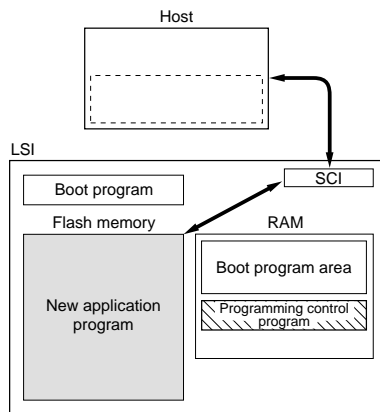 Host
LSI
SCI
Boot program
Flash memory
RAM
Boot program area
New application
program
Programming control
program